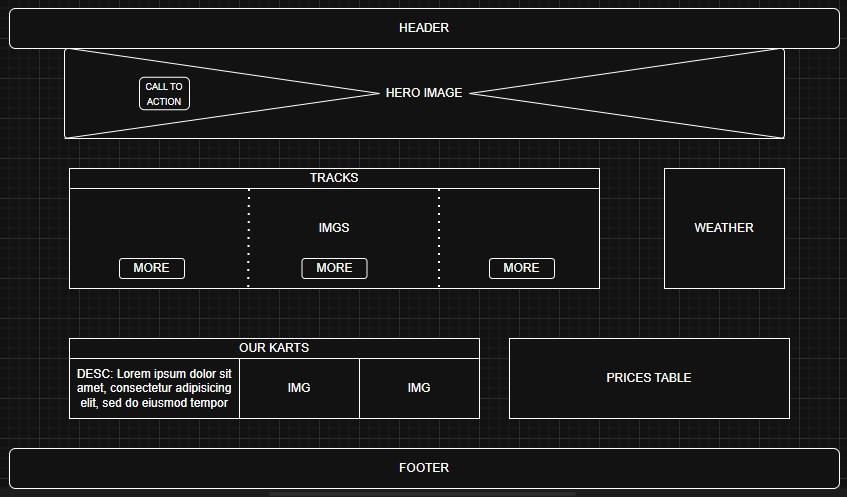 HEADER
CALL TO
ACTION
HERO IMAGE
TRACKS
IMGS
WEATHER
MORE
MORE
MORE
OUR KARTS
DESC: Lorem ipsum dolor sit
amet, consectetur adipisicing
elit, sed do eiusmod tempor
IMG
IMG
PRICES TABLE
FOOTER